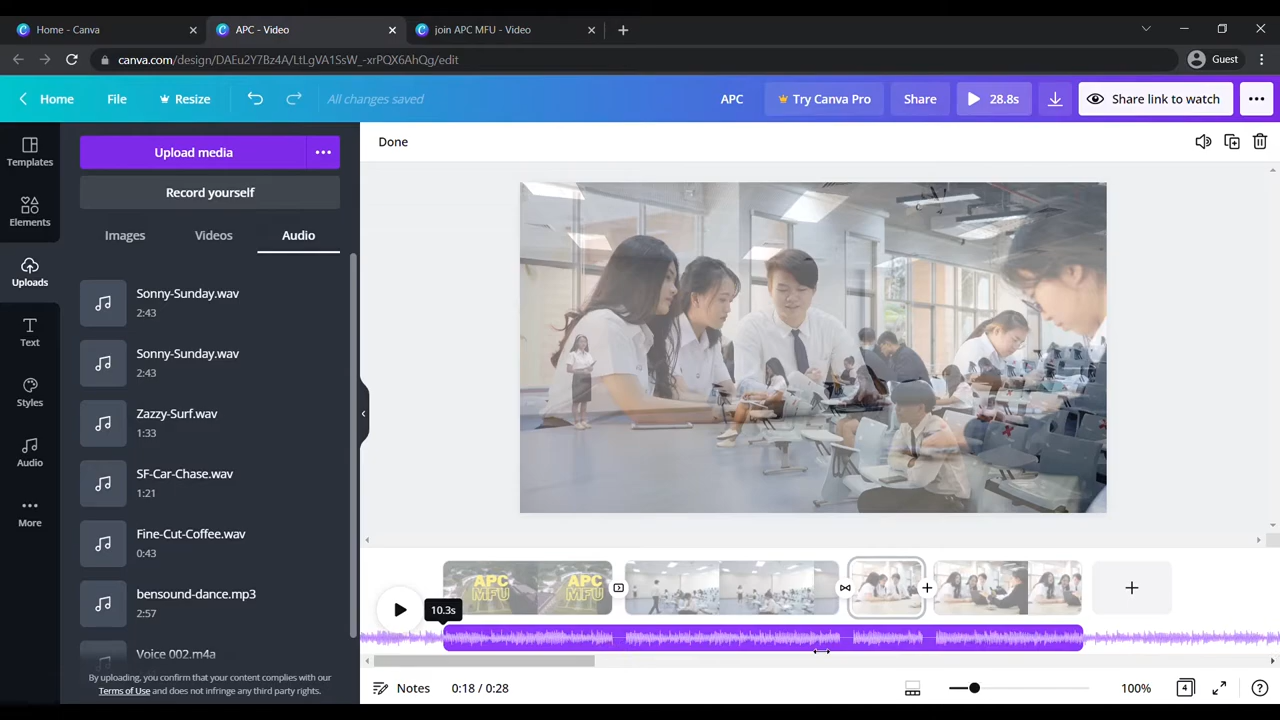 Home - Canva
APC - Video
join APC MFU - Video
canva.com/design/DAEu2Y7Bz4A/LtLgVA1SsW_-xrPQX6AhQg/edit
Guest
Home
File
Resize
All changes saved
APC
Try Canva Pro
Share
28.8s
Share link to watch
Templates
Elements
Uploads
Text
Styles
Audio
More
Upload media
Record yourself
Images
Videos
Audio
Sonny-Sunday.wav
2:43
Sonny-Sunday.wav
2:43
Zazzy-Surf.wav
1:33
SF-Car-Chase.wav
1:21
Fine-Cut-Coffee.wav
0:43
bensound-dance.mp3
2:57
Voice 002.m4a
By uploading, you confirm that your content complies with our
Terms of Use and does not infringe any third party rights.
Done
APC
MFU
APC
MFU
10.3s
Notes
0:18 / 0:28
100%
4